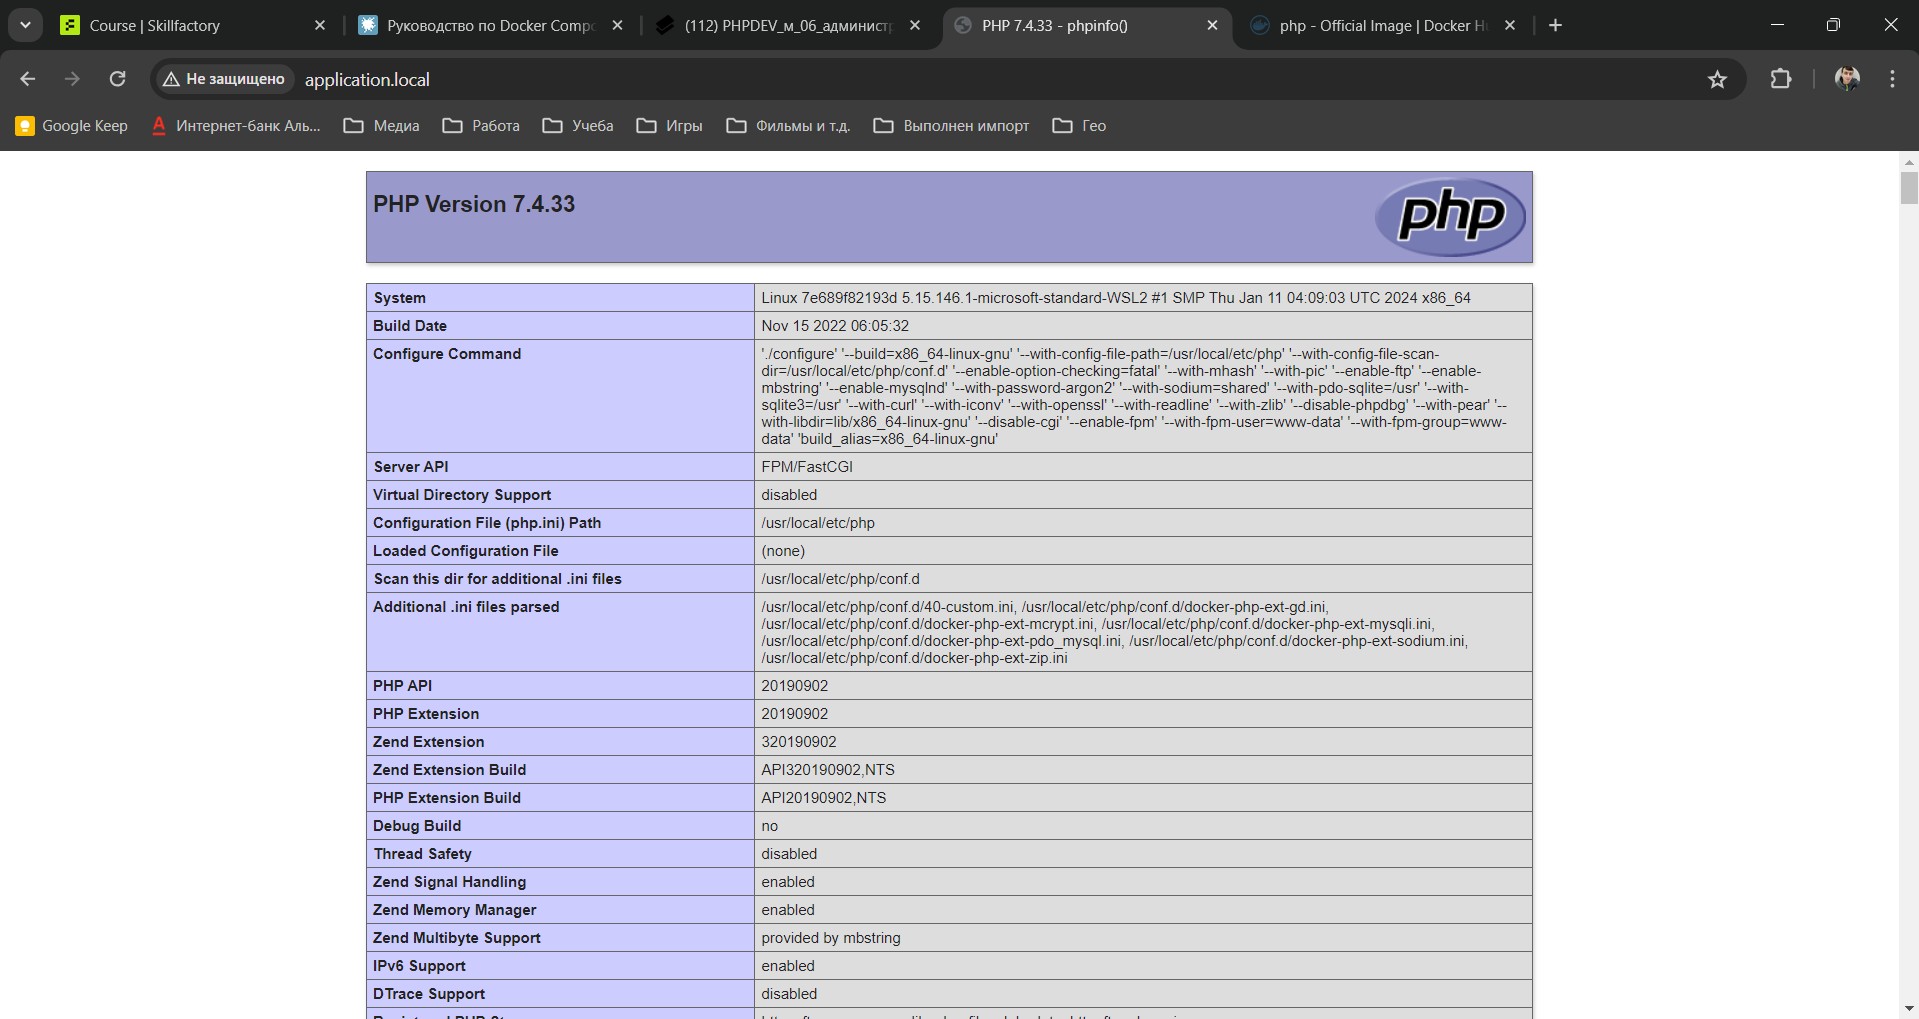 Course | Skillfactory
Руководство по Docker Compo
(112) PHPDEV_м_06_администр
PHP 7.4.33 - phpinfo()
php - Official Image | Docker H
Не защищено
application.local
Google Keep
Интернет-банк Аль...
Медиа
Работа
Учеба
Игры
Фильмы и т.д.
Выполнен импорт
Гео
PHP Version 7.4.33
php
System
Linux 7e689f82193d 5.15.146.1-microsoft-standard-WSL2 #1 SMP Thu Jan 11 04:09:03 UTC 2024 x86_64
Build Date
Nov 15 2022 06:05:32
Configure Command
'./configure' '--build=x86_64-linux-gnu' '--with-config-file-path=/usr/local/etc/php' '--with-config-file-scan-
dir=/usr/local/etc/php/conf.d' '--enable-option-checking=fatal' '--with-mhash' '--with-pic' '--enable-ftp' '--enable-
mbstring' '--enable-mysqlnd' '--with-password-argon2' '--with-sodium=shared' '--with-pdo-sqlite=/usr' '--with-
sqlite3=/usr' '--with-curl' '--with-iconv' '--with-openssl' '--with-readline' '--with-zlib' '--disable-phpdbg' '--with-pear' '--
with-libdir=lib/x86_64-linux-gnu' '--disable-cgi' '--enable-fpm' '--with-fpm-user=www-data' '--with-fpm-group=www-
data' 'build_alias=x86_64-linux-gnu'
Server API
FPM/FastCGI
Virtual Directory Support
disabled
Configuration File (php.ini) Path
/usr/local/etc/php
Loaded Configuration File
(none)
Scan this dir for additional .ini files
/usr/local/etc/php/conf.d
Additional .ini files parsed
/usr/local/etc/php/conf.d/40-custom.ini, /usr/local/etc/php/conf.d/docker-php-ext-gd.ini,
/usr/local/etc/php/conf.d/docker-php-ext-mcrypt.ini, /usr/local/etc/php/conf.d/docker-php-ext-mysqli.ini,
/usr/local/etc/php/conf.d/docker-php-ext-pdo_mysql.ini, /usr/local/etc/php/conf.d/docker-php-ext-sodium.ini,
/usr/local/etc/php/conf.d/docker-php-ext-zip.ini
PHP API
20190902
PHP Extension
20190902
Zend Extension
320190902
Zend Extension Build
API320190902,NTS
PHP Extension Build
API20190902,NTS
Debug Build
no
Thread Safety
disabled
Zend Signal Handling
enabled
Zend Memory Manager
enabled
Zend Multibyte Support
provided by mbstring
IPv6 Support
enabled
DTrace Support
disabled